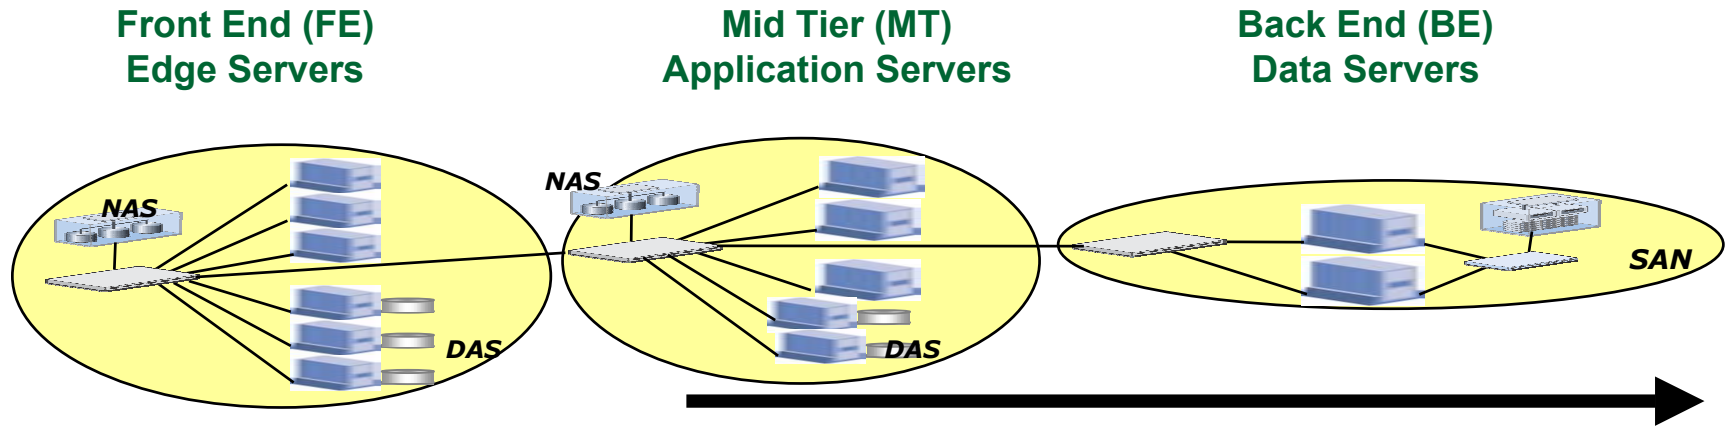 Front End (FE)
Edge Servers
Mid Tier (MT)
Application Servers
Back End (BE)
Data Servers
NAS
DAS
NAS
DAS
SAN